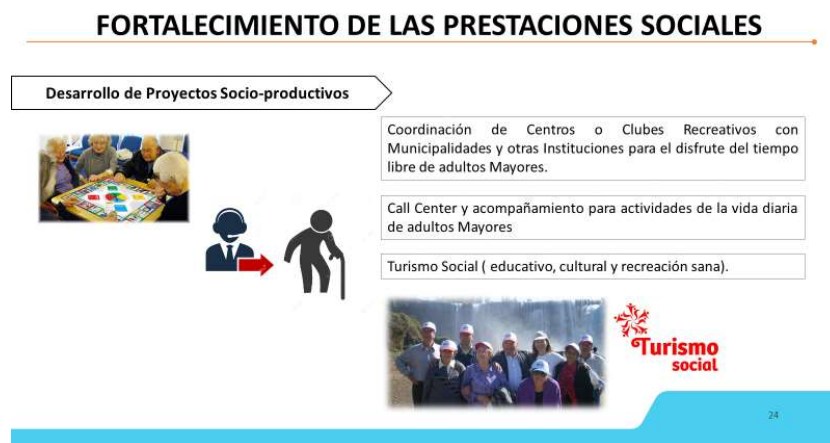 FORTALECIMIENTO DE LAS PRESTACIONES SOCIALES
Desarrollo de Proyectos Socio-productivos
Coordinación de Centros o Clubes Recreativos con
Municipalidades y otras Instituciones para el disfrute del tiempo
libre de adultos Mayores.
Call Center y acompañamiento para actividades de la vida diaria
de adultos Mayores
Turismo Social ( educativo, cultural y recreación sana).
Turismo
social
24